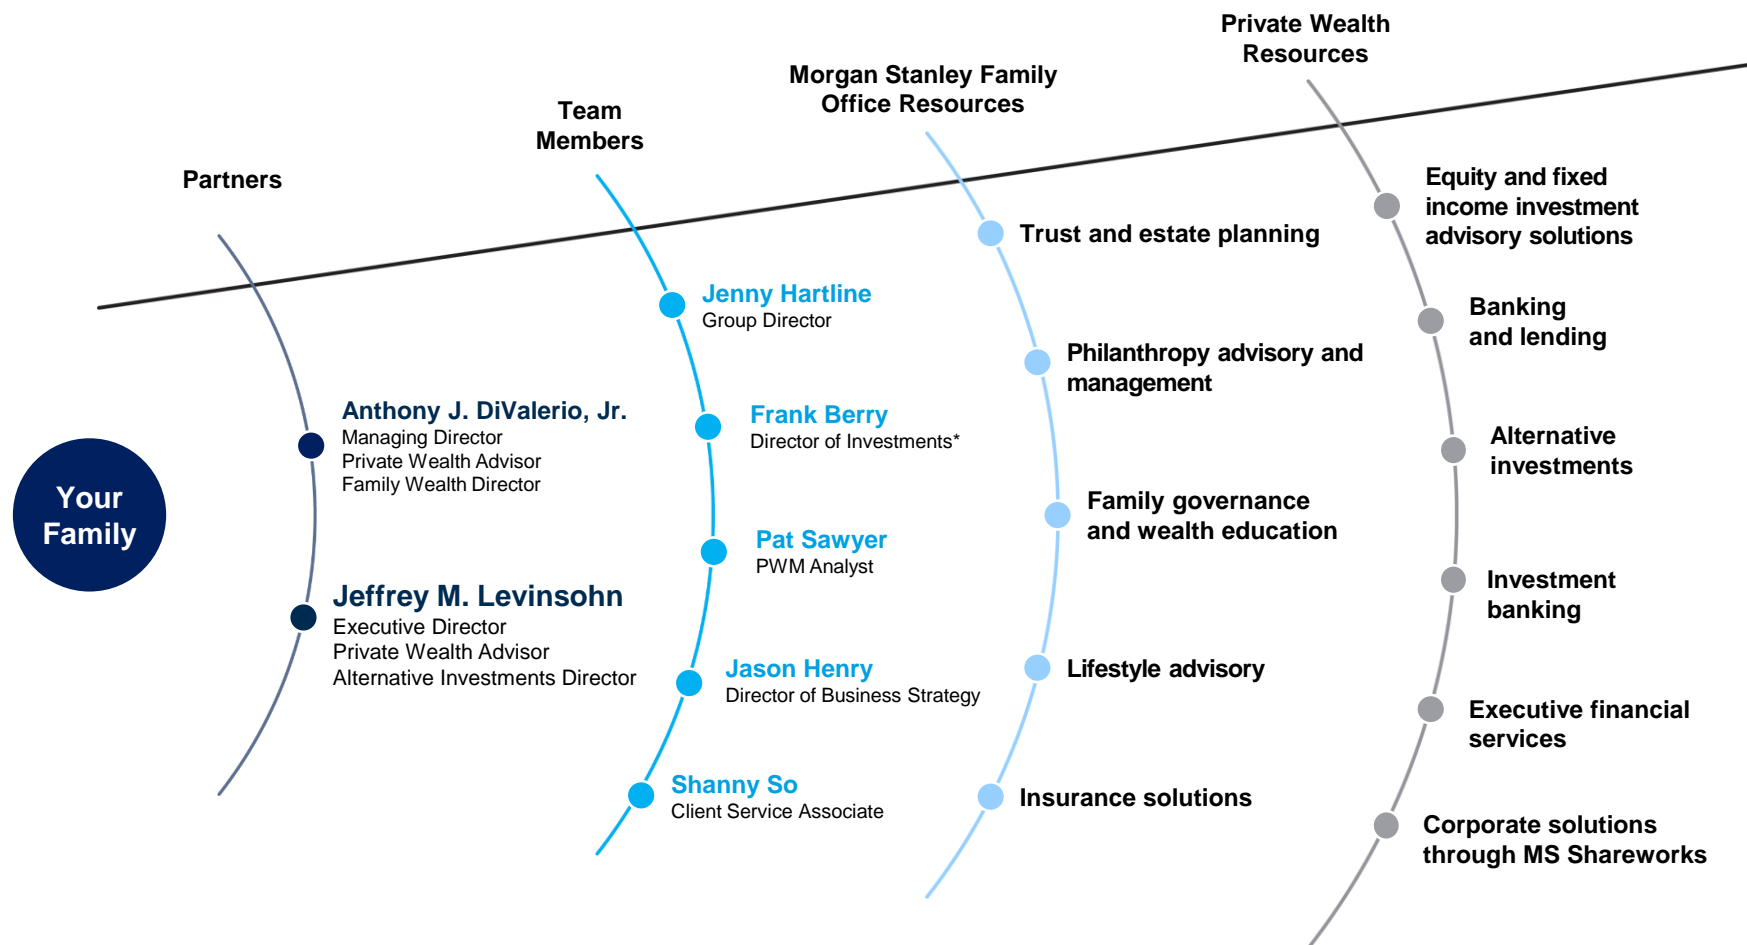 Your
Family
Partners
Anthony J. DiValerio, Jr.
Managing Director
Private Wealth Advisor
Family Wealth Director
Jeffrey M. Levinsohn
Executive Director
Private Wealth Advisor
Alternative Investments Director
Team
Members
Jenny Hartline
Group Director
Frank Berry
Director of Investments*
Pat Sawyer
PWM Analyst
Jason Henry
Director of Business Strategy
Shanny So
Client Service Associate
Morgan Stanley Family
Office Resources
Trust and estate planning
Philanthropy advisory and
management
Family governance
and wealth education
Lifestyle advisory
Insurance solutions
Private Wealth
Resources
Equity and fixed
income investment
advisory solutions
Banking
and lending
Alternative
investments
Investment
banking
Executive financial
services
Corporate solutions
through MS Shareworks